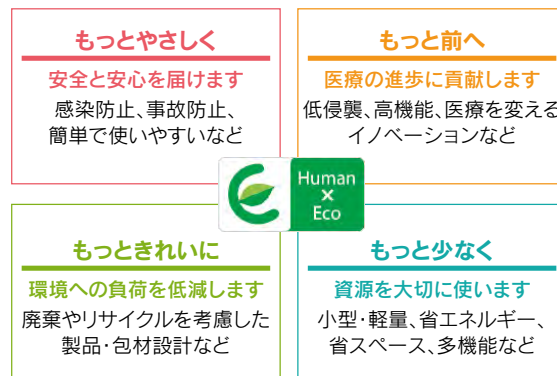 もっとやさしく
安全と安心を届けます
感染防止、事故防止、
簡単で使いやすいなど
もっと前へ
医療の進歩に貢献します
低侵襲、高機能、医療を変える
イノベーションなど
Human
×
Eco
もっときれいに
環境への負荷を低減します
廃棄やリサイクルを考慮した
製品・包材設計など
もっと少なく
資源を大切に使います
小型・軽量、省エネルギー、
省スペース、多機能など